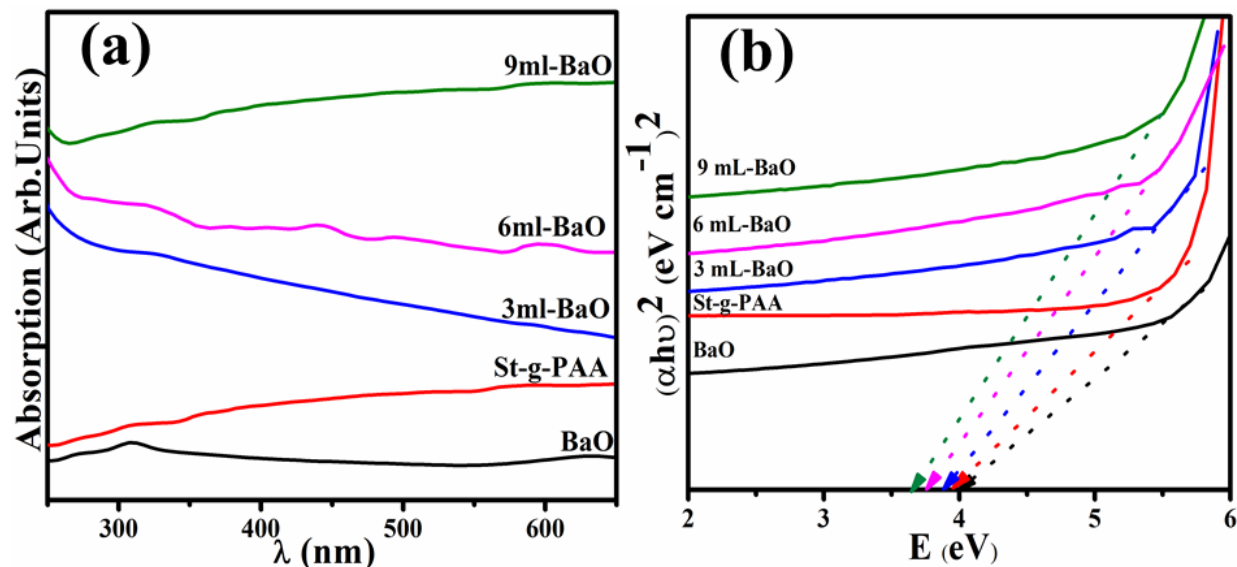 (a)
9ml-BaO
6ml-BaO
3ml-BaO
St-g-PAA
BaO
Absorption (Arb.Units)
300 400 500 600
λ (nm)
(b)
9 mL-BaO
6 mL-BaO
3 mL-BaO
St-g-PAA
BaO
(αhυ)2 (eV cm-1)2
2 3 4 5 6
E (eV)